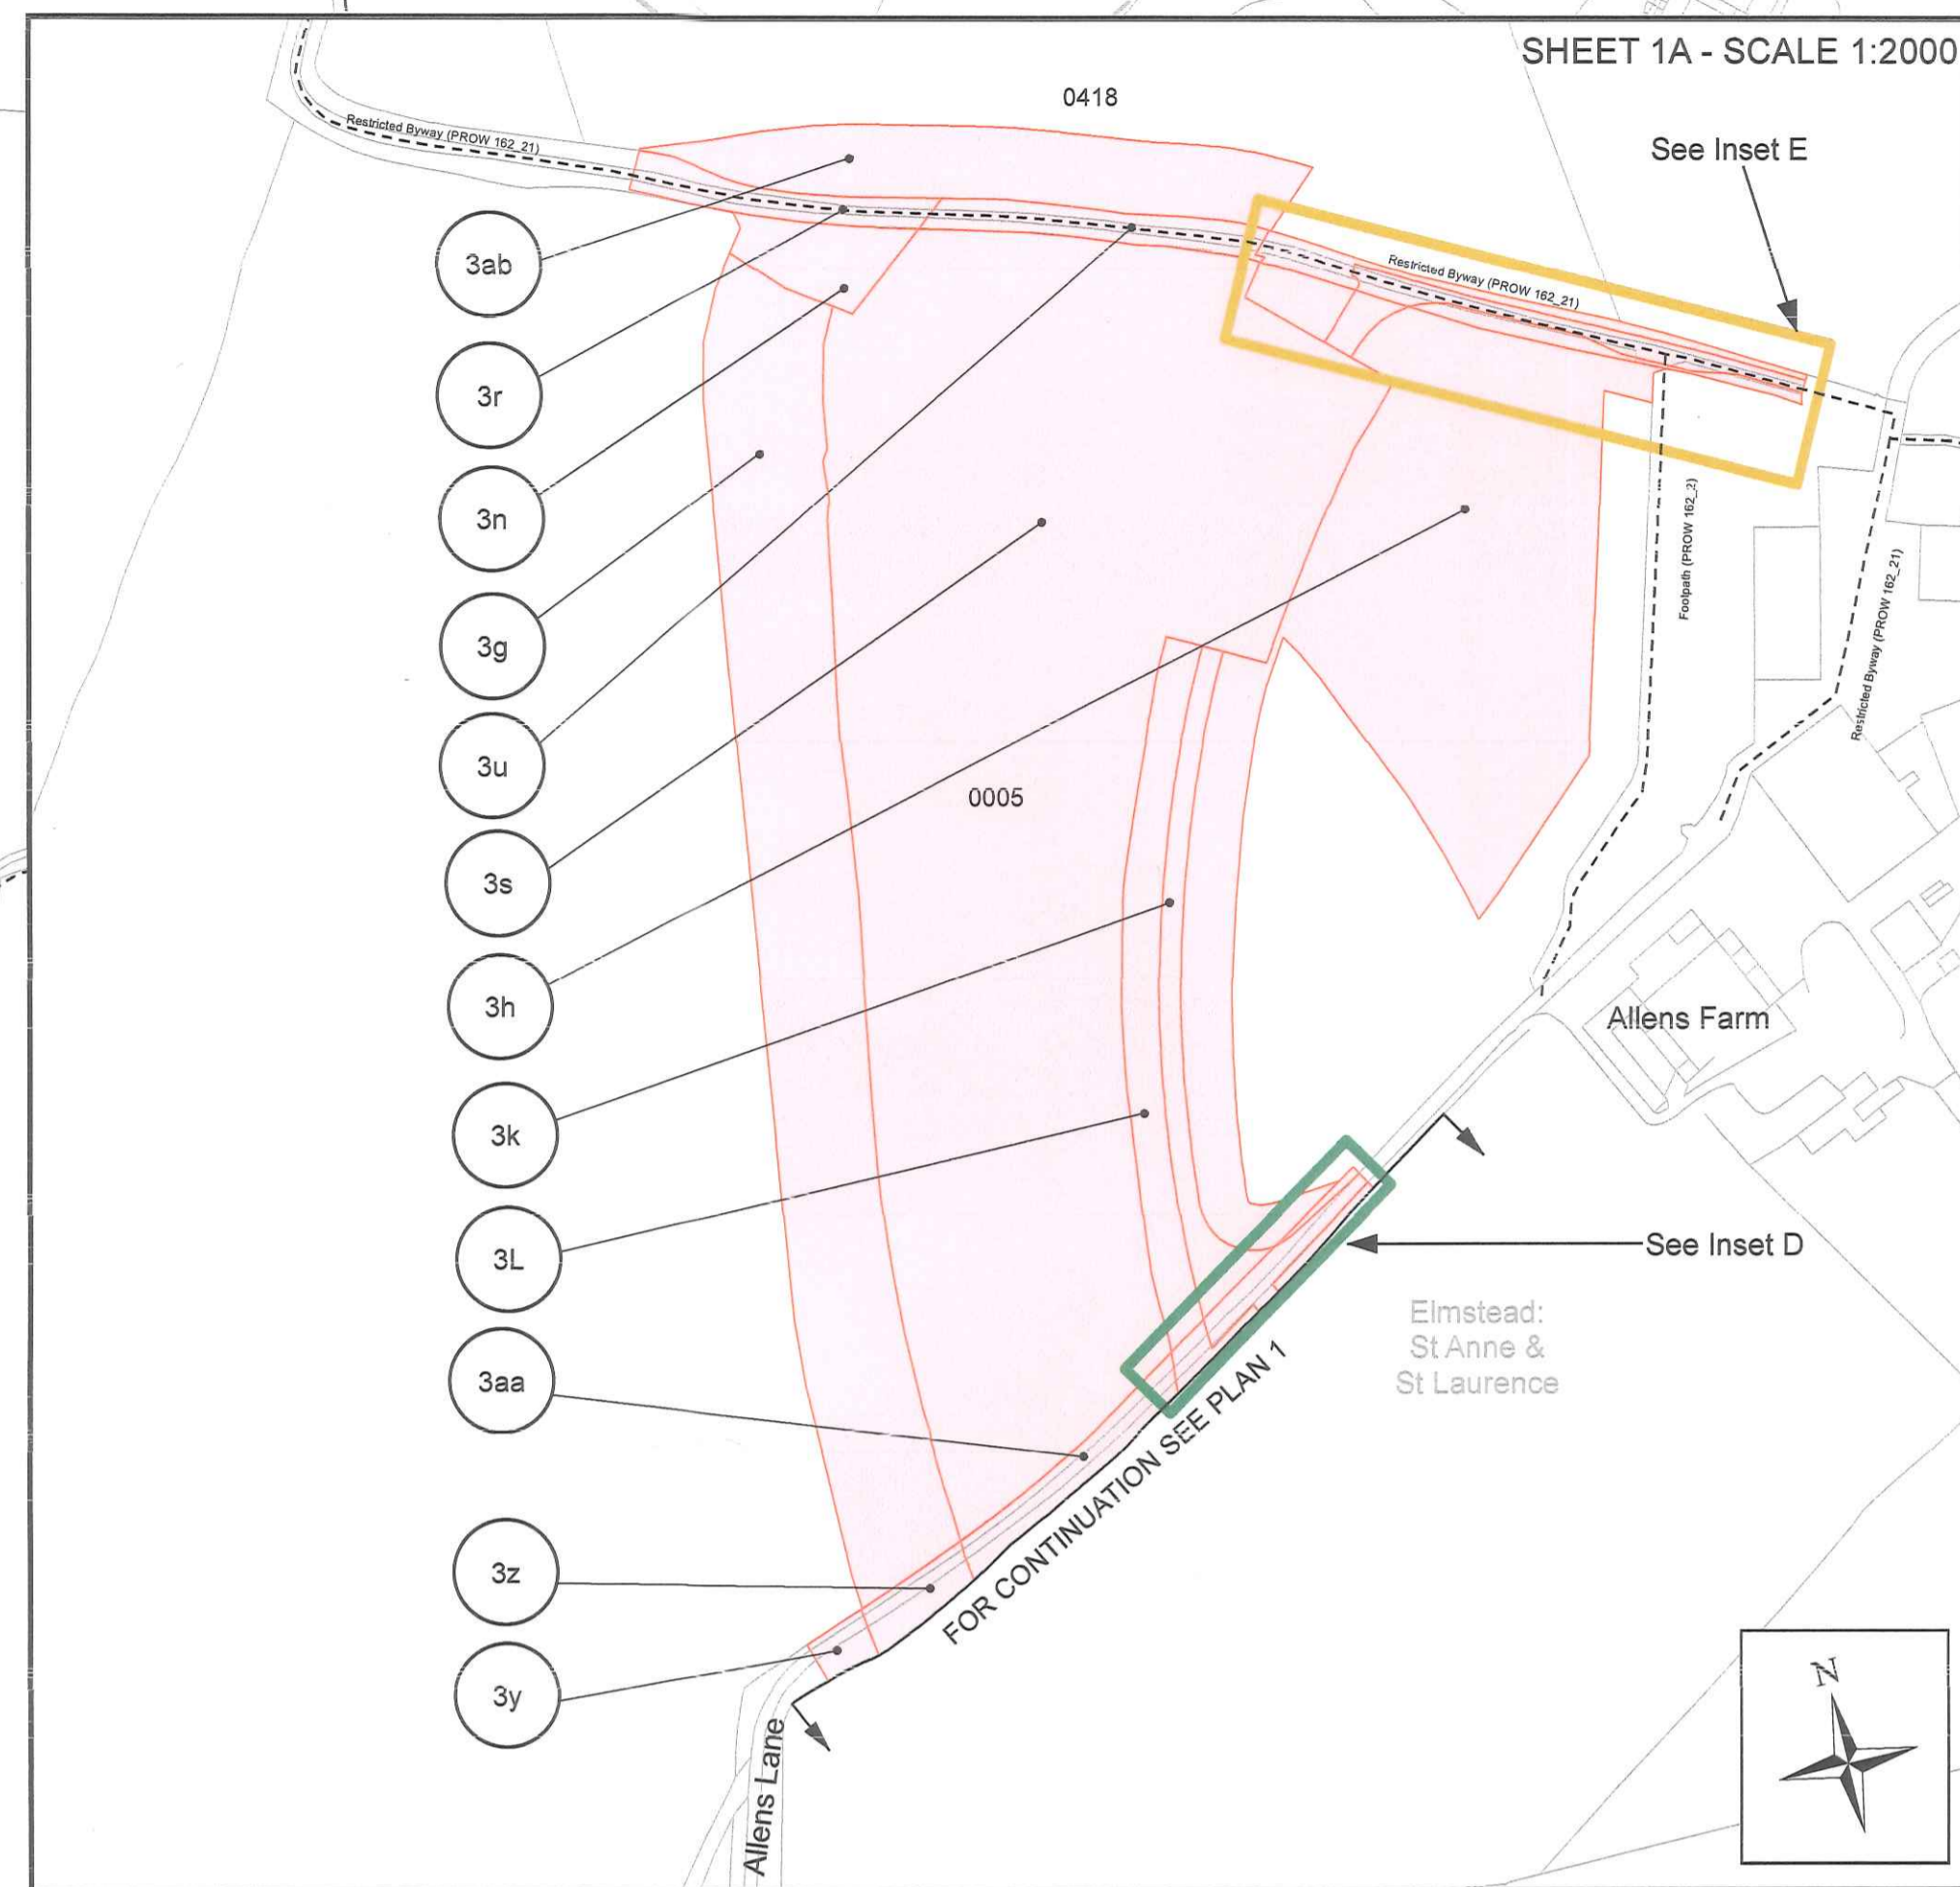 SHEET 1A - SCALE 1:2000
0418
Restricted Byway (PROW 162_21)
See Inset E
3ab
Restricted Byway (PROW 162_21)
3r
3n
Footpath (PROW 162_2)
3g
Restricted Byway (PROW 162_21)
3u
0005
3s
3h
Allens Farm
3k
3L
See Inset D
Elmstead:
St Anne &
St Laurence
3aa
FOR CONTINUATION SEE PLAN 1
3z
3y
N
Allens Lane